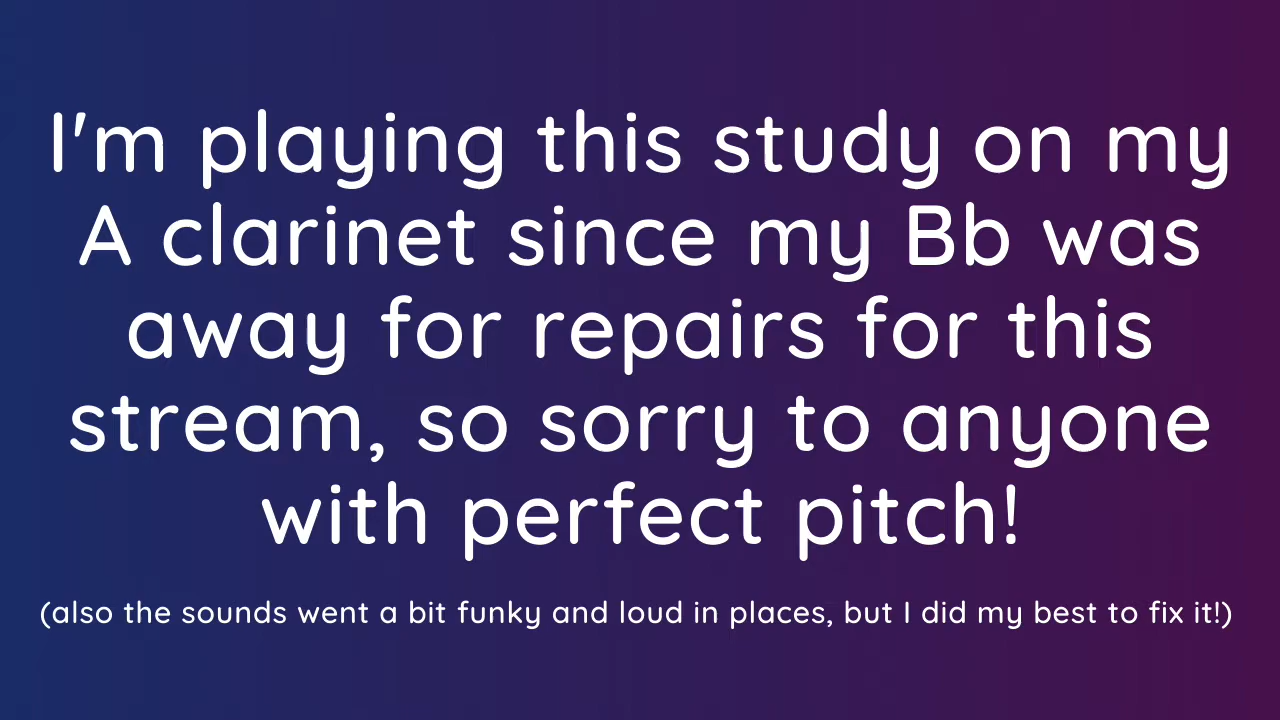 I'm playing this study on my
A clarinet since my Bb was
away for repairs for this
stream, so sorry to anyone
with perfect pitch!
(also the sounds went a bit funky and loud in places, but I did my best to fix it!)